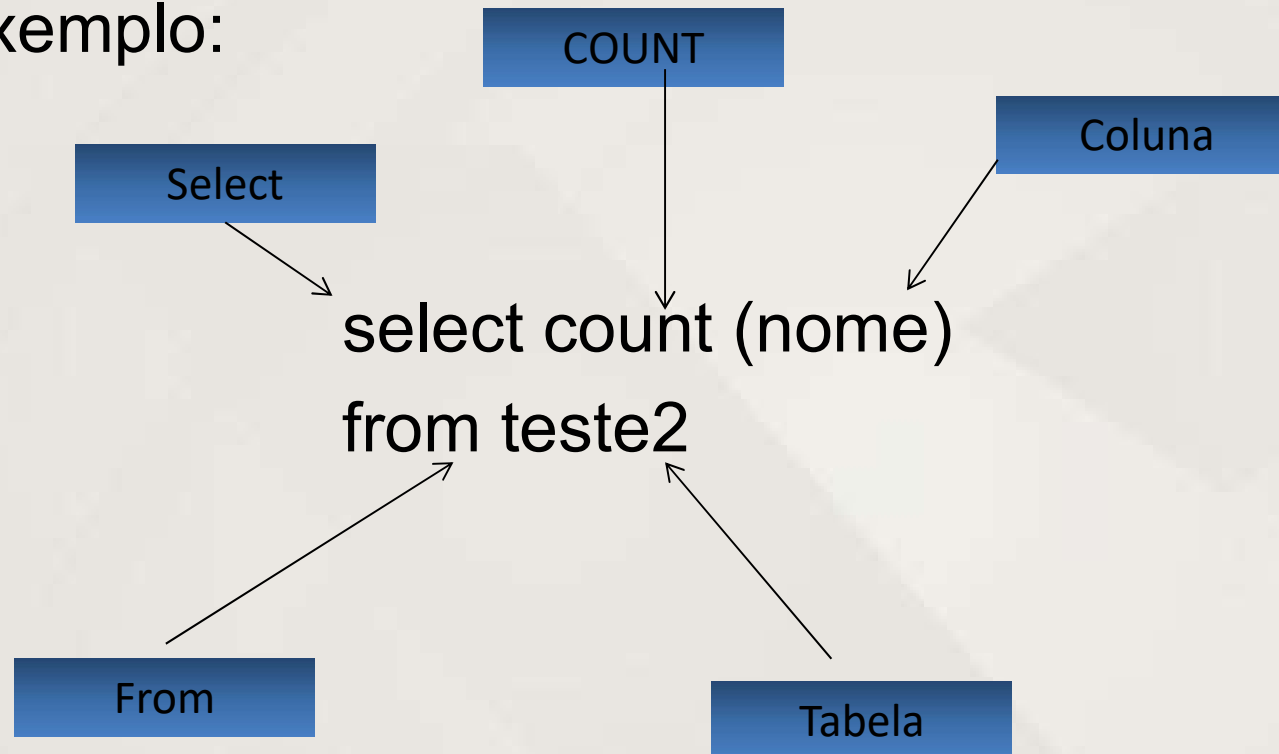 xemplo:
COUNT
Coluna
Select
select count (nome)
from teste2
From
Tabela